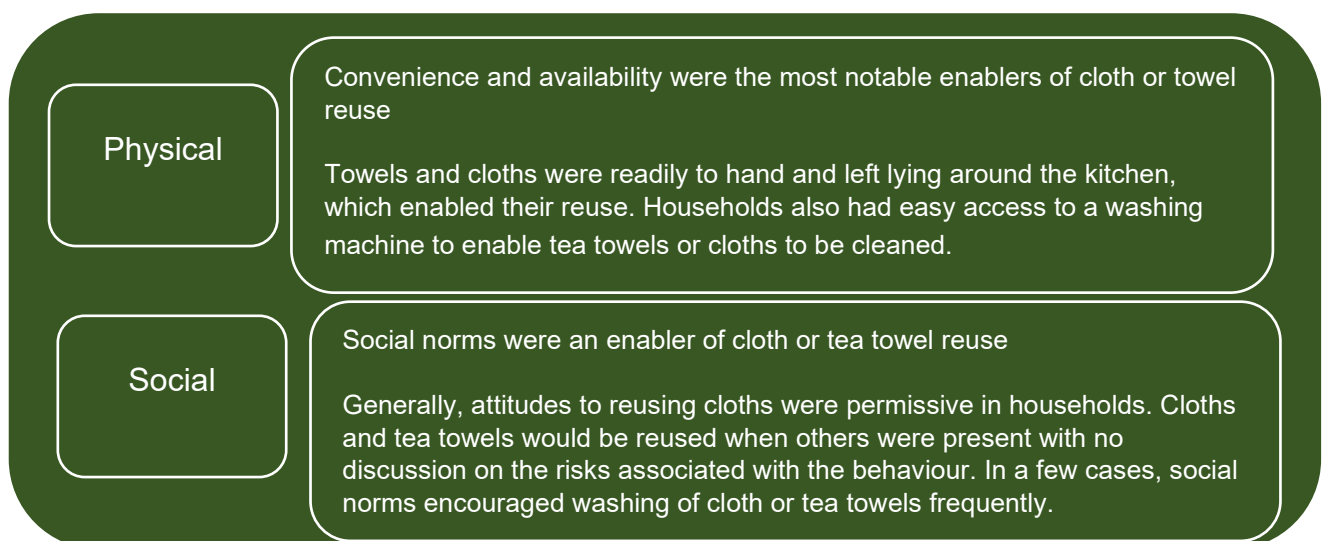 Physical
Convenience and availability were the most notable enablers of cloth or towel
reuse
Towels and cloths were readily to hand and left lying around the kitchen,
which enabled their reuse. Households also had easy access to a washing
machine to enable tea towels or cloths to be cleaned.
Social
Social norms were an enabler of cloth or tea towel reuse
Generally, attitudes to reusing cloths were permissive in households. Cloths
and tea towels would be reused when others were present with no
discussion on the risks associated with the behaviour. In a few cases, social
norms encouraged washing of cloth or tea towels frequently.